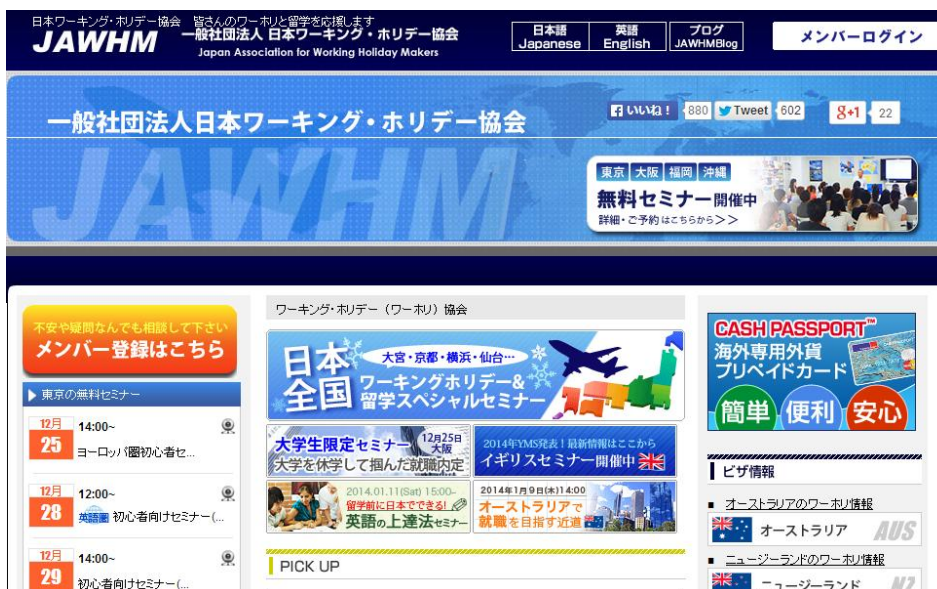 日本ワーキング・ホリデー協会 皆さんのワーホリと留学を応援します
JAWHM
一般社団法人 日本ワーキング・ホリデー協会
Japan Association for Working Holiday Makers
日本語
Japanese
英語
English
ブログ
JAWHMBlog
メンバーログイン
一般社団法人日本ワーキング・ホリデー協会
JAWHM
いいね！ 880 Tweet 602 g+1 22
東京 大阪 福岡 沖縄
無料セミナー開催中
詳細・ご予約はこちらから>>
不安や疑問なんでも相談して下さい
メンバー登録はこちら
東京の無料セミナー
12月
25
14:00~
ヨーロッパ圏初心者セ...
12月
28
12:00~
英語圏 初心者向けセミナー(...
12月
29
14:00~
初心者向けセミナー(...
ワーキング・ホリデー（ワーホリ）協会
日本
全国
大宮・京都・横浜・仙台…
ワーキングホリデー&
留学スペシャルセミナー
大学生限定セミナー 12月25日
大阪
大学を休学して掴んだ就職内定
2014年YMS発表！最新情報はここから
イギリスセミナー開催中
2014.01.11(Sat) 15:00~
留学前に日本でできる!
英語の上達法セミナー
2014年1月9日(木)14:00
オーストラリアで
就職を目指す近道
PICK UP
CASH PASSPORT™
海外専用外貨
プリペイドカード
簡単 便利 安心
ビザ情報
オーストラリアのワーホリ情報
オーストラリア AUS
ニュージーランドのワーホリ情報
ニュージーランド NZ